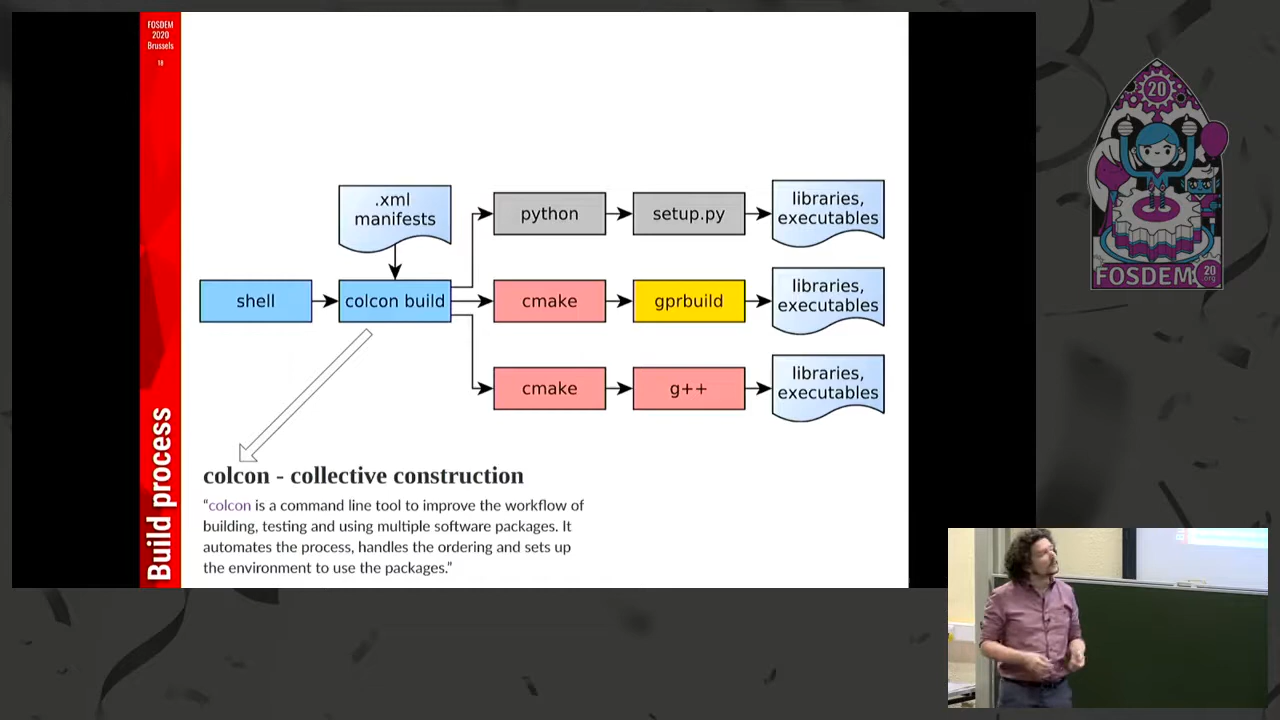 FOSDEM
2020
Brussels
18
Build process
.xml
manifests
shell
colcon build
python
setup.py
libraries,
executables
cmake
gprbuild
libraries,
executables
cmake
g++
libraries,
executables
colcon - collective construction
“colcon is a command line tool to improve the workflow of
building, testing and using multiple software packages. It
automates the process, handles the ordering and sets up
the environment to use the packages.”
20
FOSDEM
20
.org